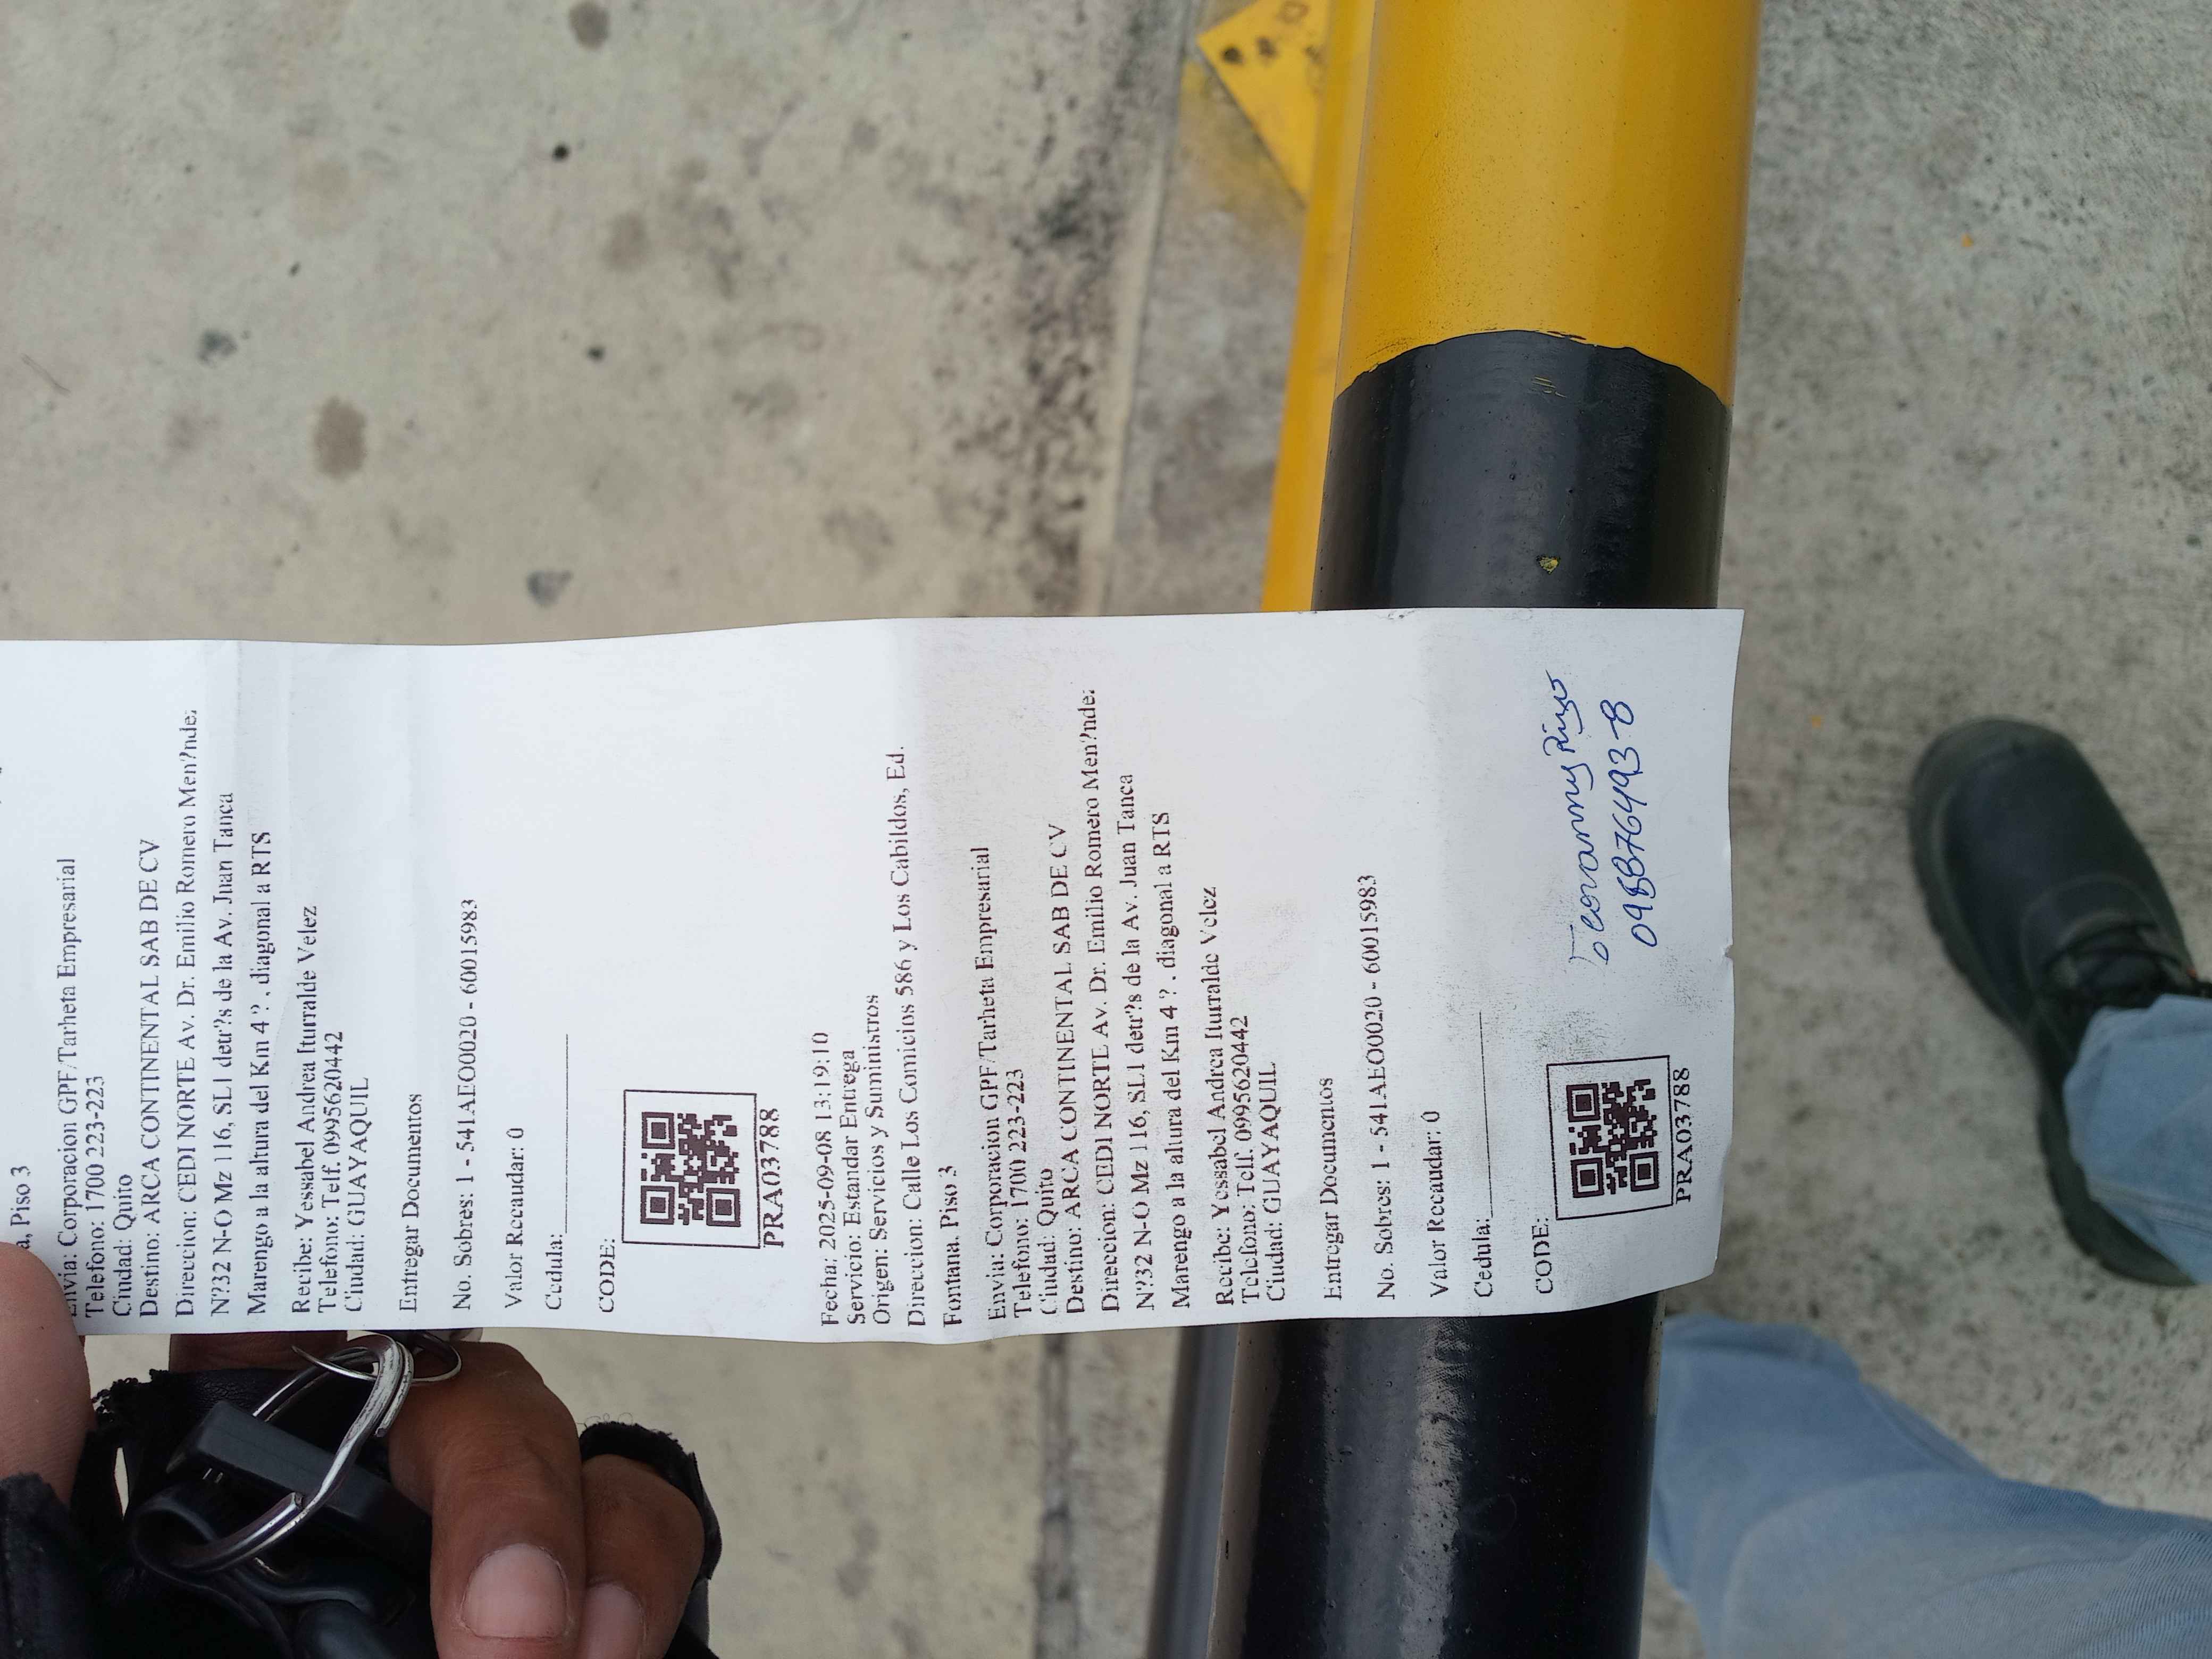 a, Piso 3
Envia: Corporacion GPF/Tarheta Empresarial
Telefono: 1700 223-223
Ciudad: Quito
Destino: ARCA CONTINENTAL SAB DE CV
Direccion: CEDI NORTE Av. Dr. Emilio Romero Men?nde:
N?32 N-O Mz 116, SL1 detr?s de la Av. Juan Tanca
Marengo a la altura del Km 4 ?, diagonal a RTS
Recibe: Yessabel Andrea Iturralde Velez
Telefono: Telf. 0995620442
Ciudad: GUAYAQUIL
Entregar Documentos
No. Sobres: 1 - 541AEO0020 - 60015983
Valor Recaudar: 0
Cedula:
CODE:
PRA03788
Fecha: 2025-09-08 13:19:10
Servicio: Estandar Entrega
Origen: Servicios y Suministros
Direccion: Calle Los Comicios 586 y Los Cabildos, Ed.
Fontana, Piso 3
Envia: Corporacion GPF/Tarheta Empresarial
Telefono: 1700 223-223
Ciudad: Quito
Destino: ARCA CONTINENTAL SAB DE CV
Direccion: CEDI NORTE Av. Dr. Emilio Romero Men?nde:
N?32 N-O Mz 116, SL1 detr?s de la Av. Juan Tanca
Marengo a la altura del Km 4 ?, diagonal a RTS
Recibe: Yessabel Andrea Iturralde Velez
Telefono: Telf. 0995620442
Ciudad: GUAYAQUIL
Entregar Documentos
No. Sobres: 1 - 541AEO0020 - 60015983
Valor Recaudar: 0
Cedula:
CODE:
PRA03788